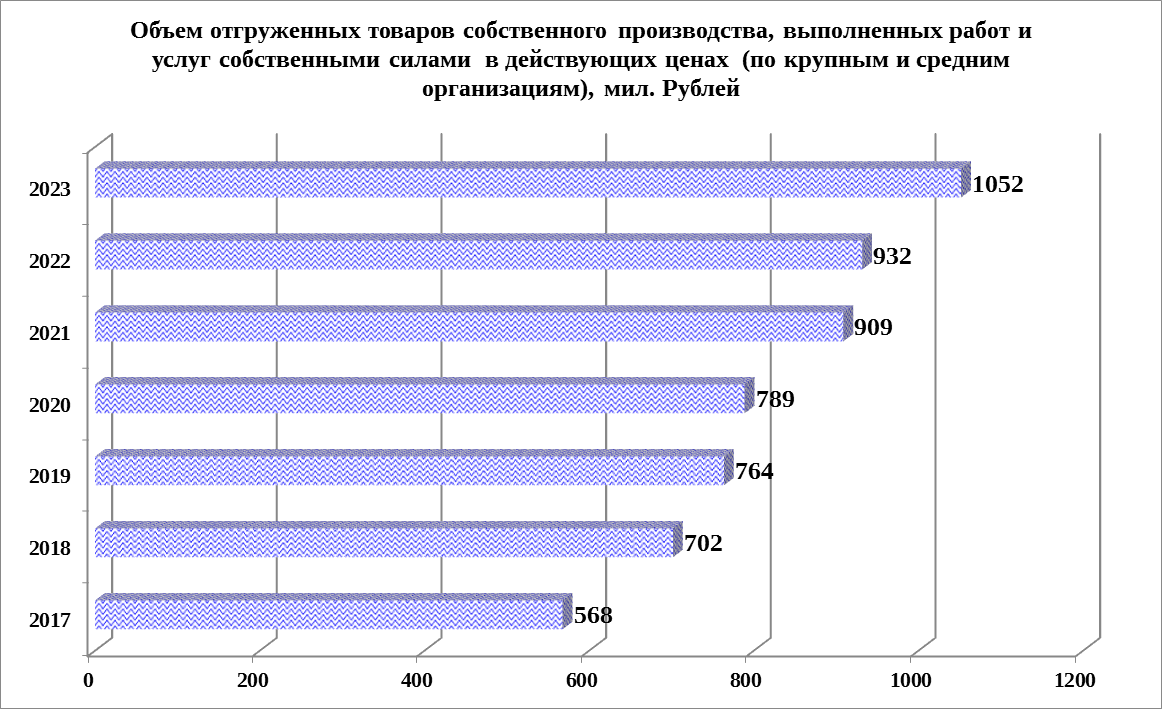 Объем отгруженных товаров собственного производства, выполненных работ и
услуг собственными силами в действующих ценах (по крупным и средним
организациям), мил. Рублей
2023 1052
2022 932
2021 909
2020 789
2019 764
2018 702
2017 568
0 200 400 600 800 1000 1200